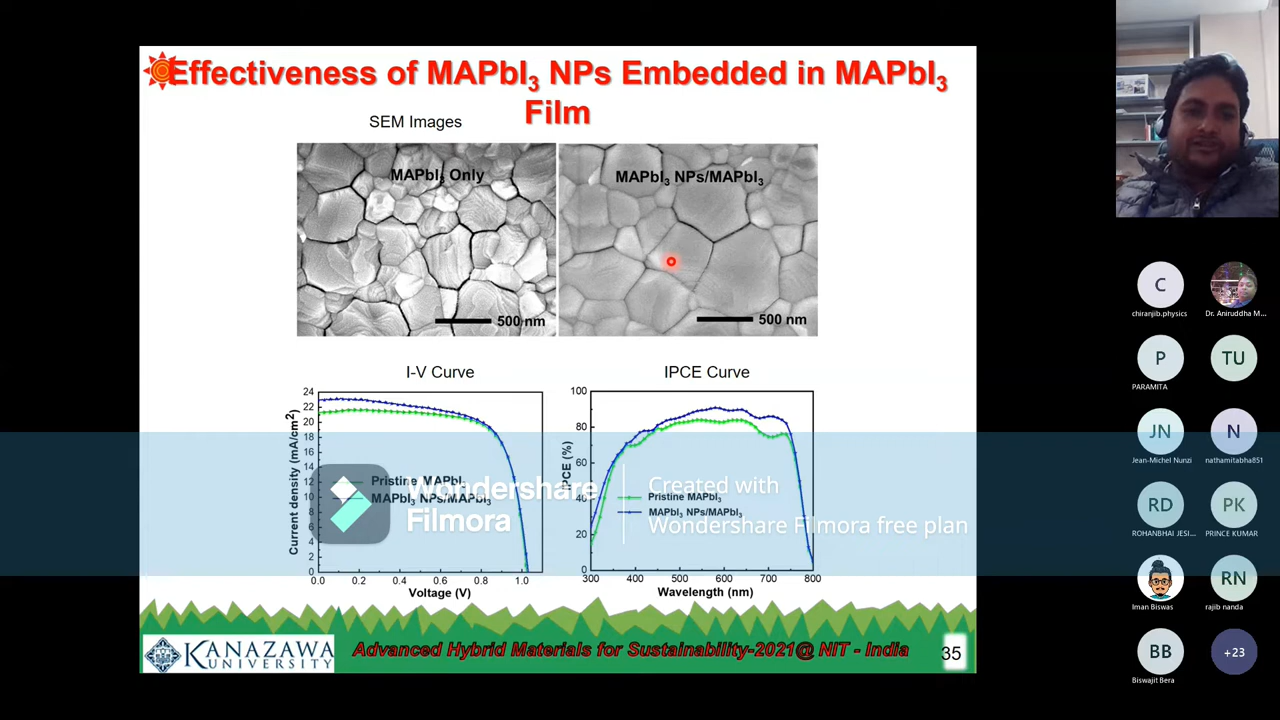 Effectiveness of MAPbI3 NPs Embedded in MAPbI3
Film
SEM Images
MAPbI3 Only
500 nm
MAPbI3 NPs/MAPbI3
500 nm
I-V Curve
24
22
20
18
16
14
12
10
8
6
4
2
0
0.0 0.2 0.4 0.6 0.8 1.0
Current density (mA/cm2)
Voltage (V)
Pristine MAPbI3
MAPbI3 NPs/MAPbI3
IPCE Curve
100
80
60
40
20
0
300 400 500 600 700 800
IPCE (%)
Wavelength (nm)
Pristine MAPbI3
MAPbI3 NPs/MAPbI3
Wondershare
Filmora
Created with
Wondershare Filmora free plan
KANAZAWA
UNIVERSITY
Advanced Hybrid Materials for Sustainability-2021@ NIT - India
35
C
chiranjib.physics
Dr. Aniruddha M...
P
PARAMITA
TU
JN
Jean-Michel Nunzi
N
nathamitabha851
RD
ROHANBHAI JESI...
PK
PRINCE KUMAR
Iman Biswas
RN
rajib nanda
BB
Biswajit Bera
+23